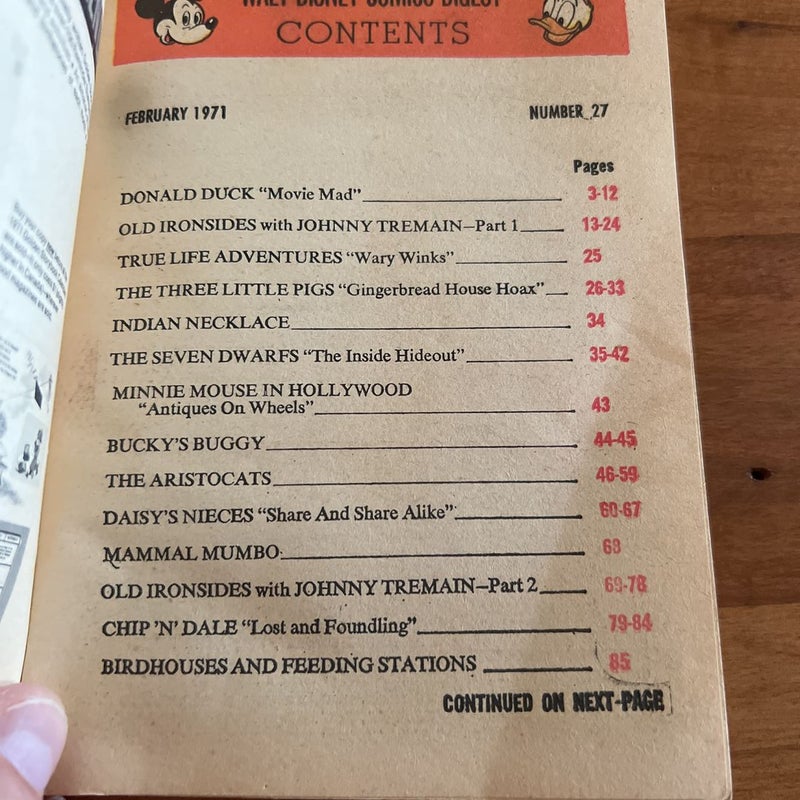 WALT DISNEY COMICS DIGEST
CONTENTS
FEBRUARY 1971 NUMBER 27
Pages
DONALD DUCK “Movie Mad” 3-12
OLD IRONSIDES with JOHNNY TREMAIN—Part 1 13-24
TRUE LIFE ADVENTURES “Wary Winks” 25
THE THREE LITTLE PIGS “Gingerbread House Hoax” 26-33
INDIAN NECKLACE 34
THE SEVEN DWARFS “The Inside Hideout” 35-42
MINNIE MOUSE IN HOLLYWOOD
“Antiques On Wheels” 43
BUCKY’S BUGGY 44-45
THE ARISTOCATS 46-59
DAISY’S NIECES “Share And Share Alike” 60-67
MAMMAL MUMBO 68
OLD IRONSIDES with JOHNNY TREMAIN—Part 2 69-78
CHIP ’N’ DALE “Lost and Foundling” 79-84
BIRDHOUSES AND FEEDING STATIONS 85
CONTINUED ON NEXT PAGE